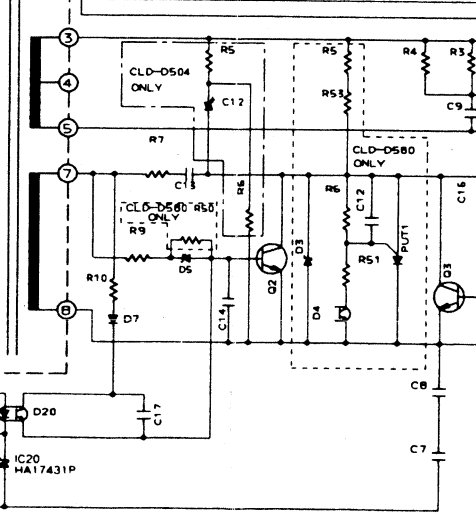 3
R5
R5
R4
R3
4
CLD-D504
ONLY
C12
R53
C9
5
R7
CLD-D580
ONLY
7
C13
R6
R6
C12
C16
CLD-D580 R50
ONLY
R9
D5
D3
PUT1
R10
R51
Q3
Q2
D7
C14
D4
8
C8
D20
C17
C7
IC20
HA17431P